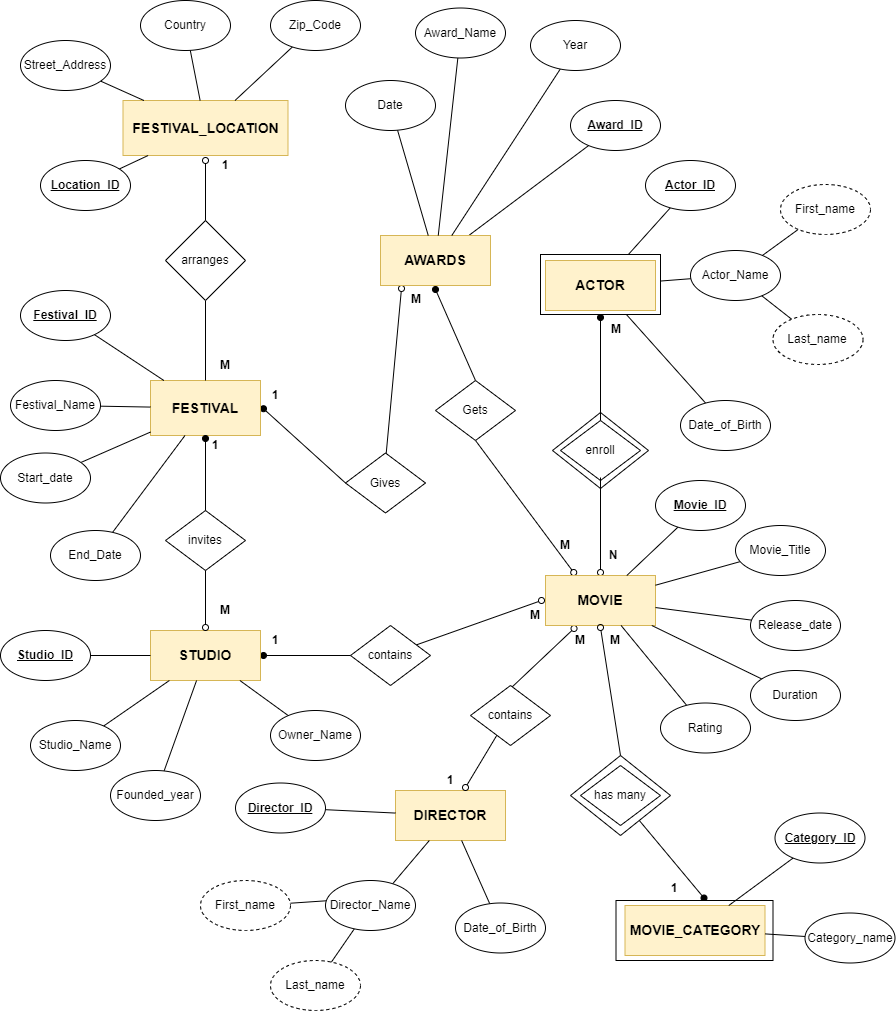 Country
Zip_Code
Award_Name
Year
Street_Address
Date
FESTIVAL_LOCATION
Award_ID
1
Location_ID
Actor_ID
First_name
arranges
AWARDS
Actor_Name
ACTOR
M
Festival_ID
M
Last_name
M
1
Festival_Name
FESTIVAL
Gets
Date_of_Birth
1
enroll
Start_date
Gives
Movie_ID
invites
M
N
Movie_Title
End_Date
MOVIE
M
M
Release_date
1
M
M
Studio_ID
STUDIO
contains
Duration
contains
Rating
Owner_Name
Studio_Name
1
Founded_year
has many
Director_ID
DIRECTOR
Category_ID
1
First_name
Director_Name
Date_of_Birth
MOVIE_CATEGORY
Category_name
Last_name